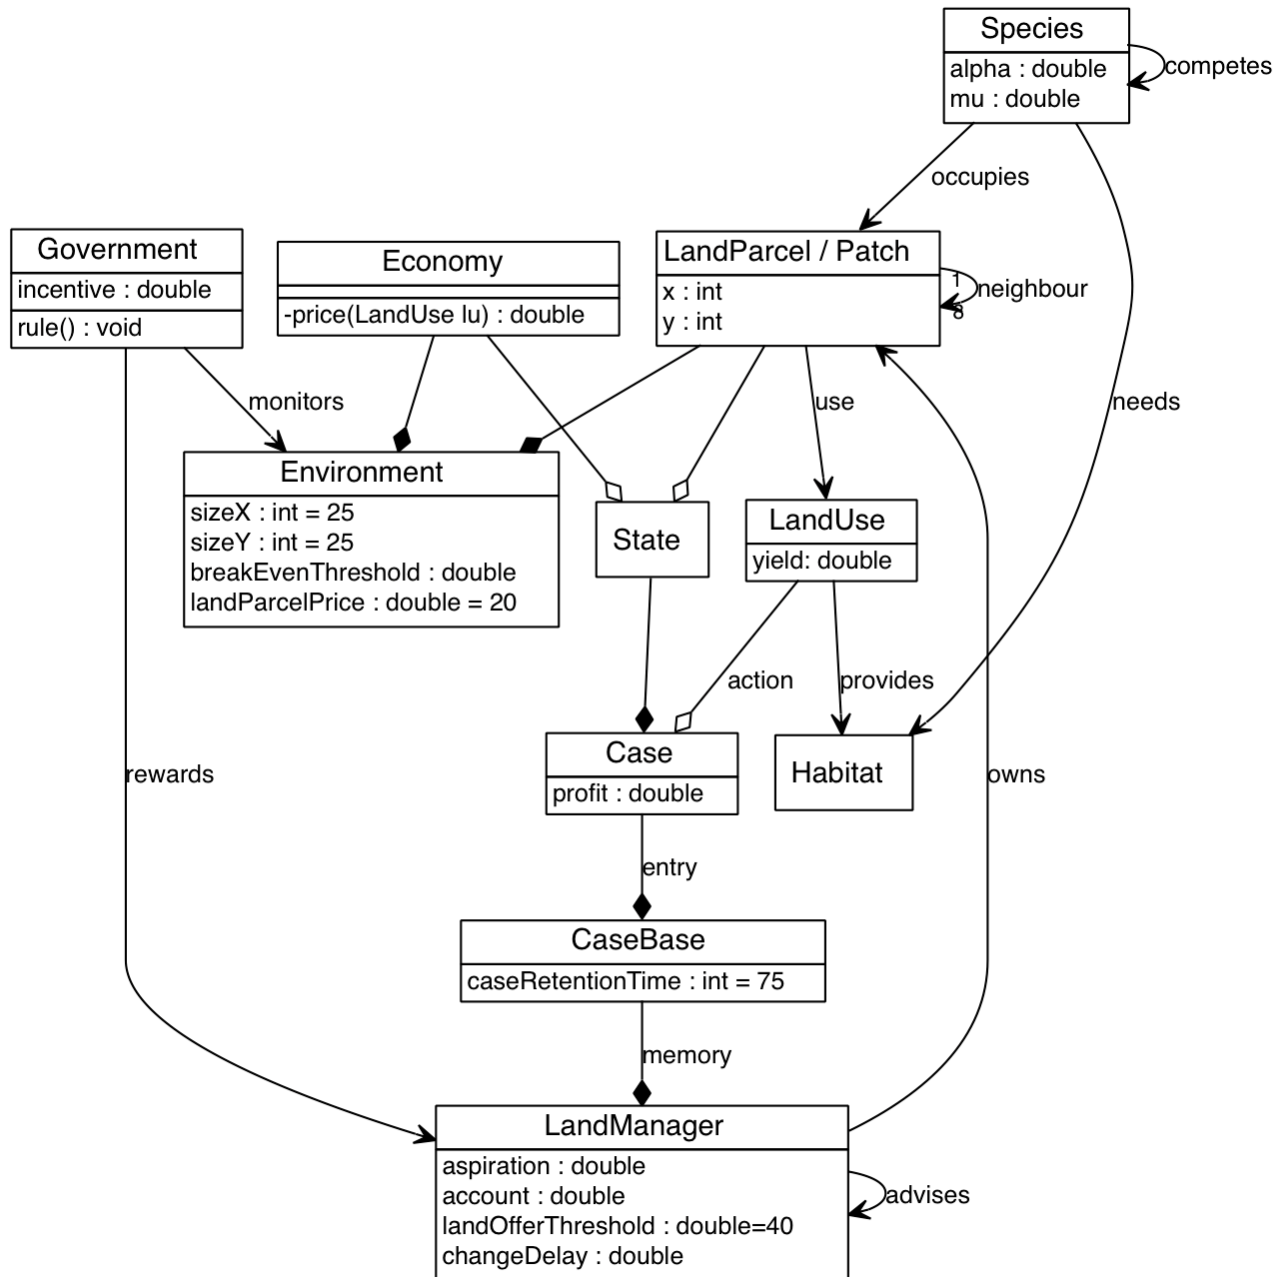 Species
alpha : double
mu : double
competes
occupies
Government
incentive : double
rule() : void
Economy
-price(LandUse lu) : double
LandParcel / Patch
x : int
y : int
1
8
neighbour
monitors
use
needs
Environment
sizeX : int = 25
sizeY : int = 25
breakEvenThreshold : double
landParcelPrice : double = 20
State
LandUse
yield: double
action
provides
rewards
Case
profit : double
Habitat
owns
entry
CaseBase
caseRetentionTime : int = 75
memory
LandManager
aspiration : double
account : double
landOfferThreshold : double=40
changeDelay : double
advises